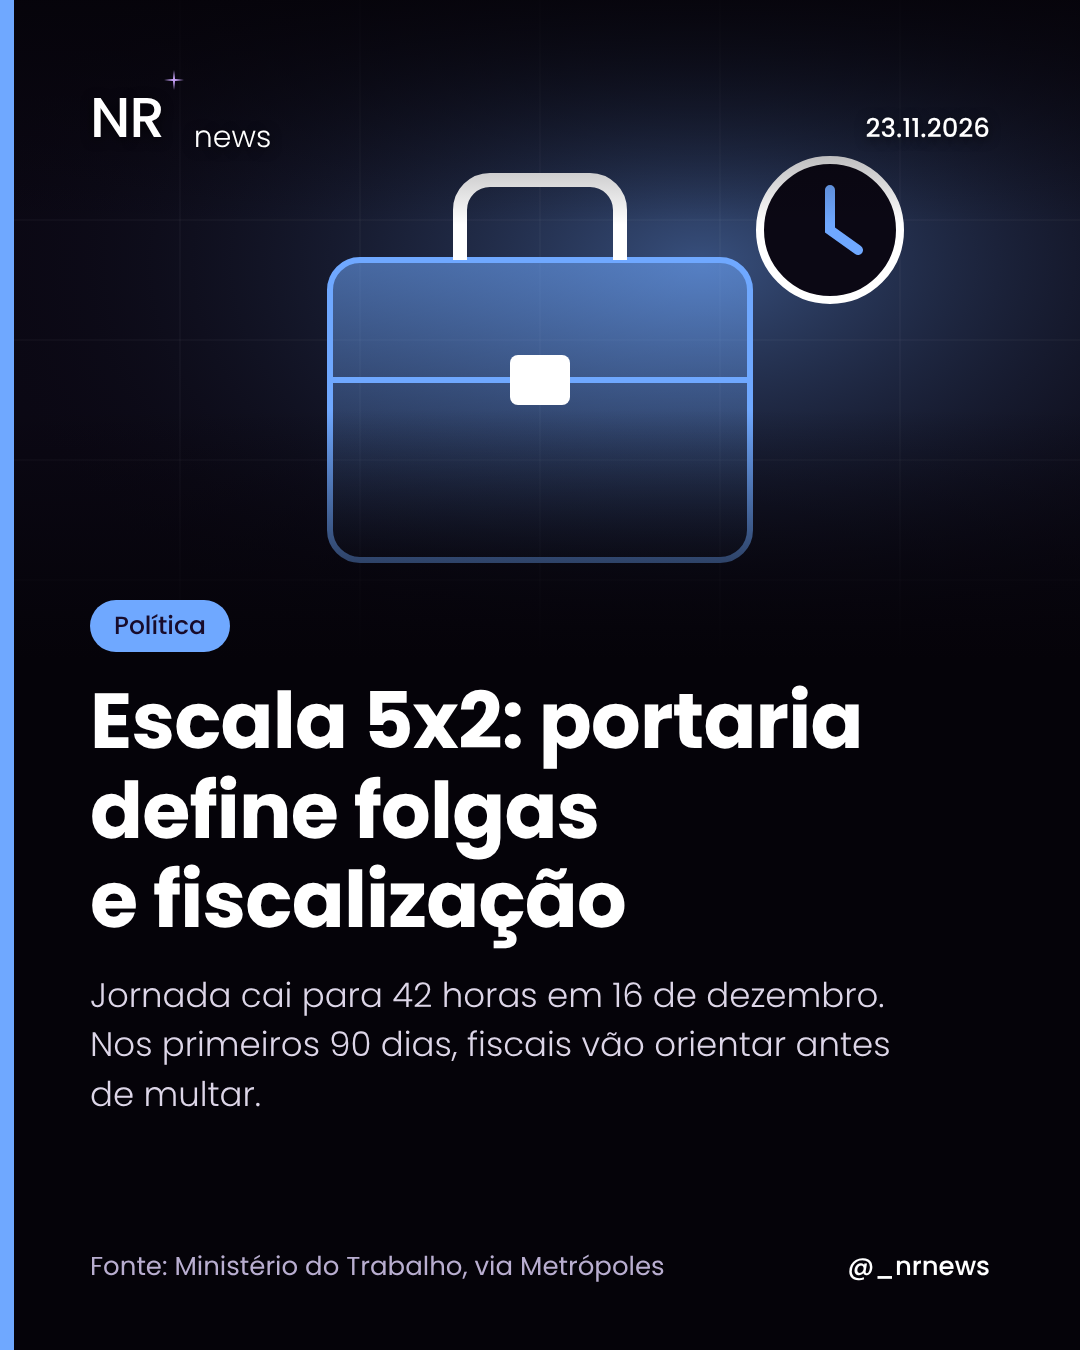 NR
news
23.11.2026
Política
Escala 5x2: portaria
define folgas
e fiscalização
Jornada cai para 42 horas em 16 de dezembro.
Nos primeiros 90 dias, fiscais vão orientar antes
de multar.
Fonte: Ministério do Trabalho, via Metrópoles
@_nrnews